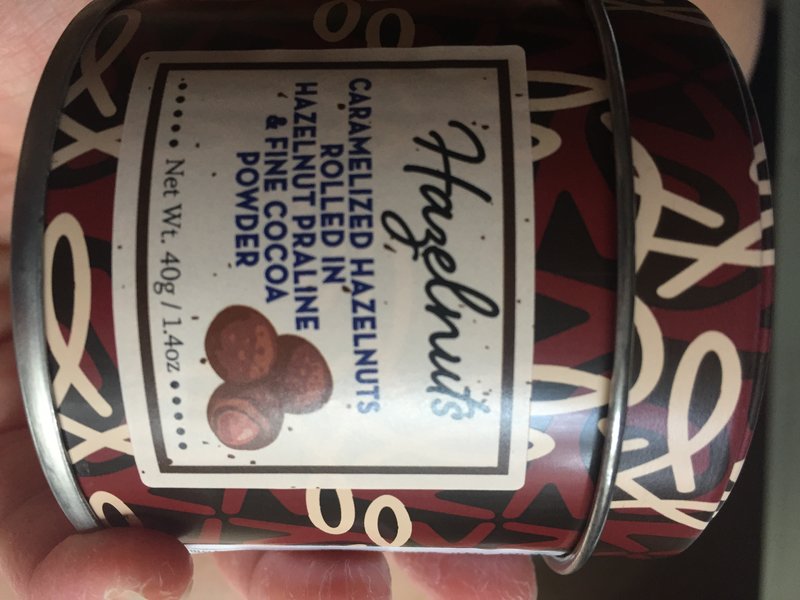 Hazelnuts
CARAMELIZED HAZELNUTS
ROLLED IN
HAZELNUT PRALINE
& FINE COCOA
POWDER
Net Wt. 40g / 1.4oz